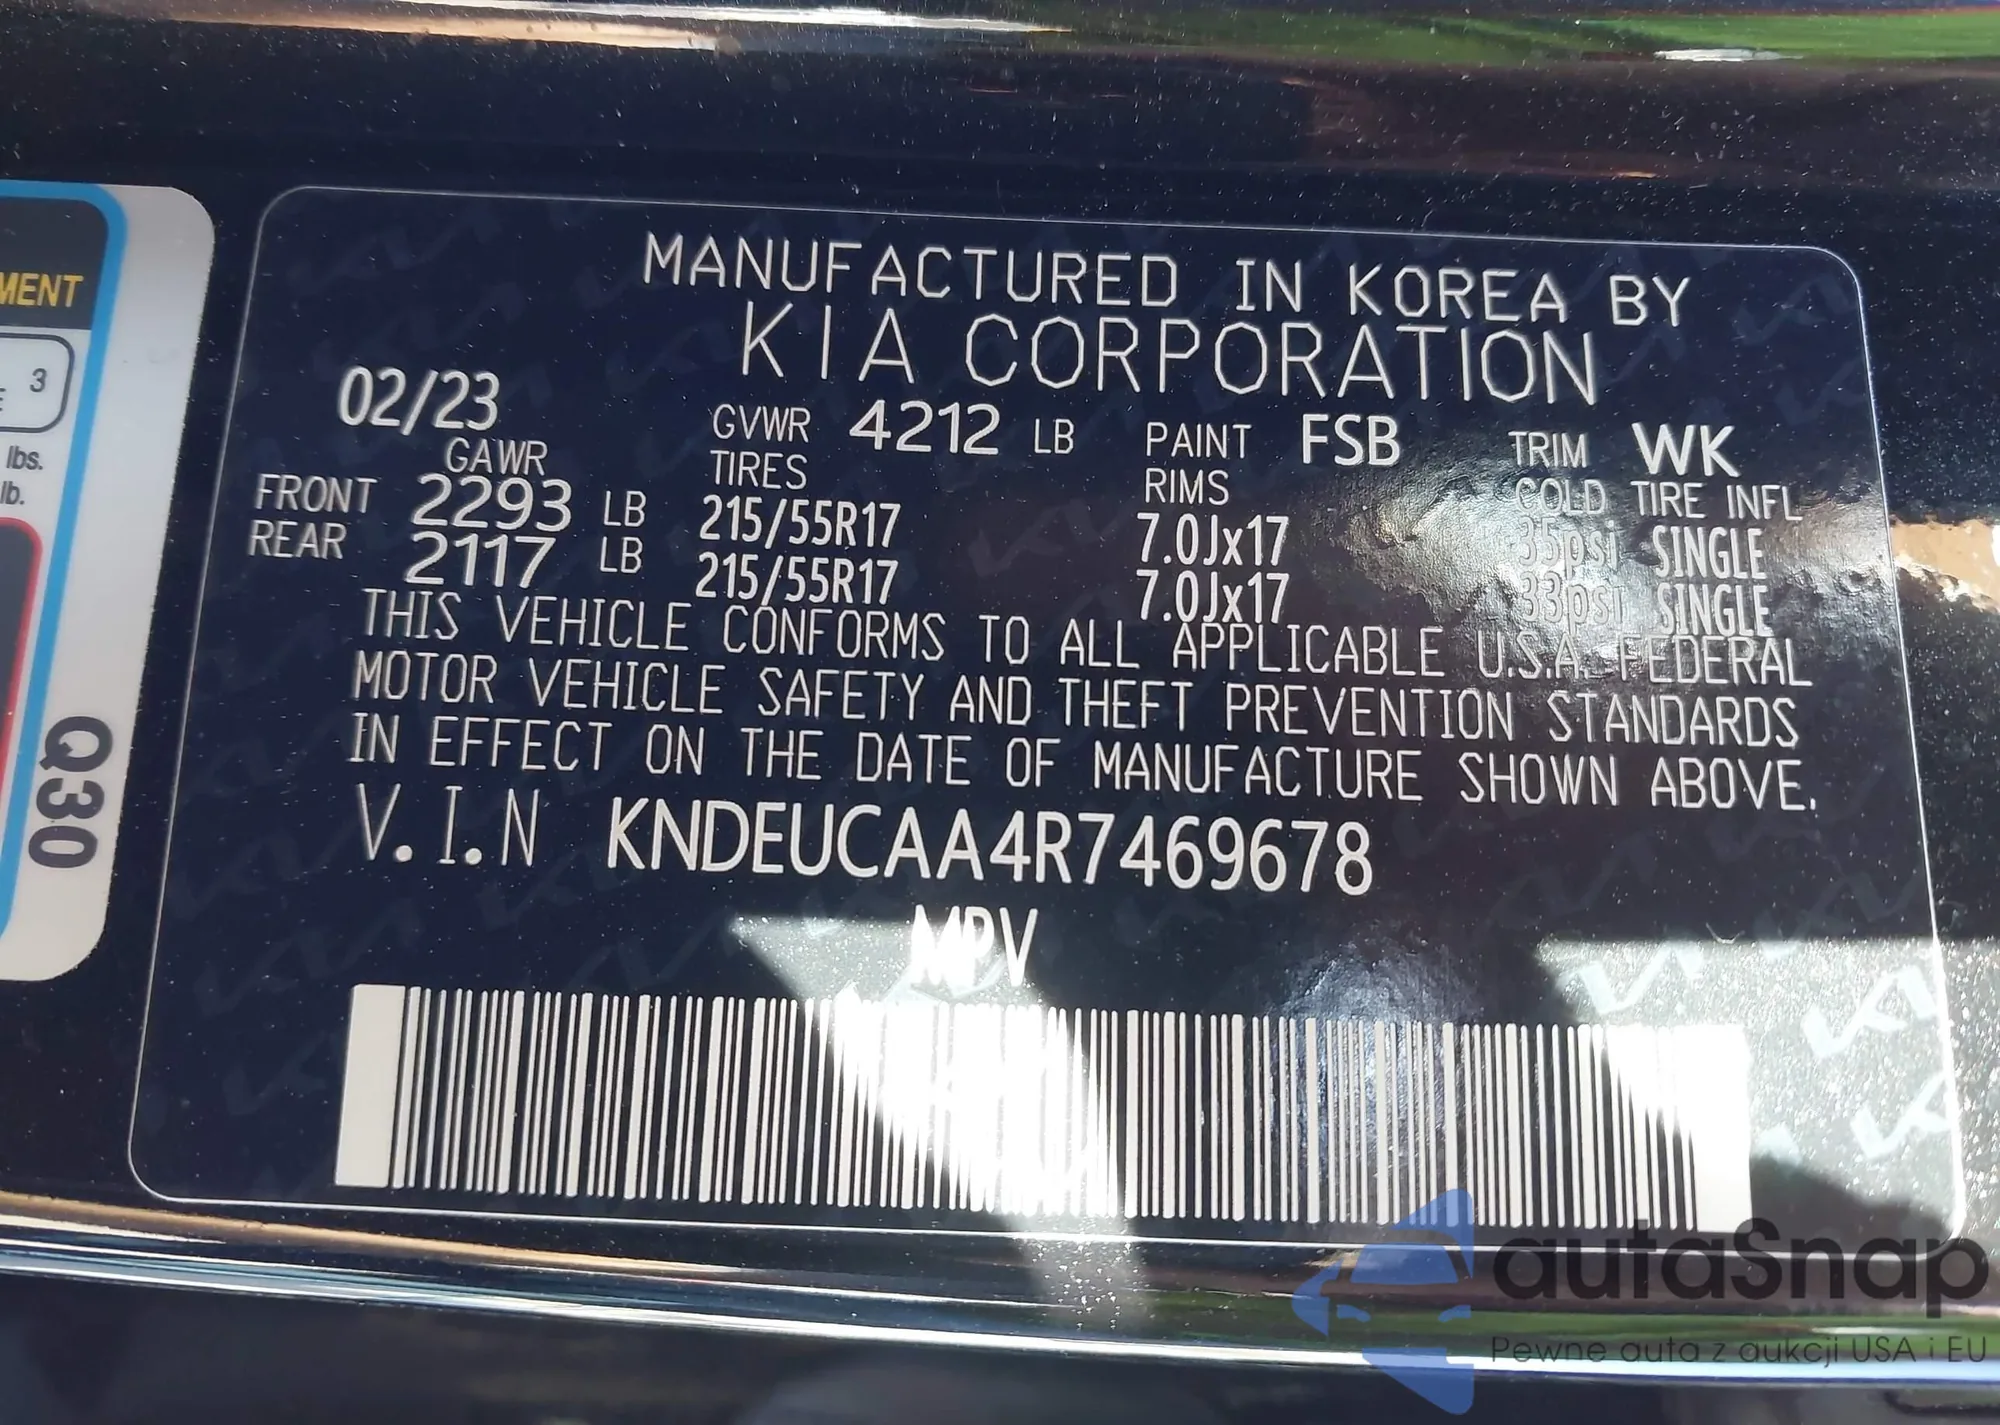 MANUFACTURED IN KOREA BY
KIA CORPORATION
02/23 GVWR 4212 LB PAINT FSB TRIM WK
GAWR TIRES RIMS COLD TIRE INFL
FRONT 2293 LB 215/55R17 7.0Jx17 35psi SINGLE
REAR 2117 LB 215/55R17 7.0Jx17 33psi SINGLE
THIS VEHICLE CONFORMS TO ALL APPLICABLE U.S.A. FEDERAL
MOTOR VEHICLE SAFETY AND THEFT PREVENTION STANDARDS
IN EFFECT ON THE DATE OF MANUFACTURE SHOWN ABOVE.
V.I.N KNDEUCAA4R7469678
MPV
MENT
3
lbs.
lb.
Q30
autaSnap
Pewne auta z aukcji USA i EU